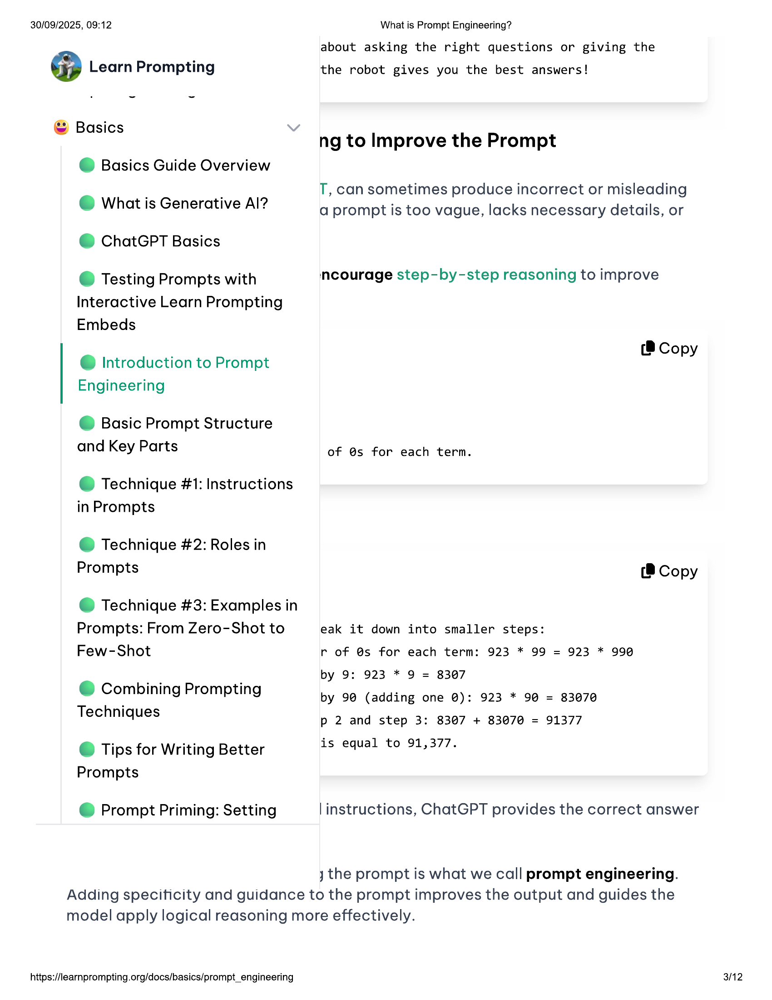 30/09/2025, 09:12
What is Prompt Engineering?
Learn Prompting
Basics
Basics Guide Overview
What is Generative AI?
ChatGPT Basics
Testing Prompts with
Interactive Learn Prompting
Embeds
Introduction to Prompt
Engineering
Basic Prompt Structure
and Key Parts
Technique #1: Instructions
in Prompts
Technique #2: Roles in
Prompts
Technique #3: Examples in
Prompts: From Zero-Shot to
Few-Shot
Combining Prompting
Techniques
Tips for Writing Better
Prompts
Prompt Priming: Setting
about asking the right questions or giving the
the robot gives you the best answers!
ng to Improve the Prompt
T, can sometimes produce incorrect or misleading
a prompt is too vague, lacks necessary details, or
ncourage step-by-step reasoning to improve
Copy
of 0s for each term.
Copy
eak it down into smaller steps:
r of 0s for each term: 923 * 99 = 923 * 990
by 9: 923 * 9 = 8307
by 90 (adding one 0): 923 * 90 = 83070
p 2 and step 3: 8307 + 83070 = 91377
is equal to 91,377.
instructions, ChatGPT provides the correct answer
g the prompt is what we call prompt engineering.
Adding specificity and guidance to the prompt improves the output and guides the
model apply logical reasoning more effectively.
https://learnprompting.org/docs/basics/prompt_engineering
3/12